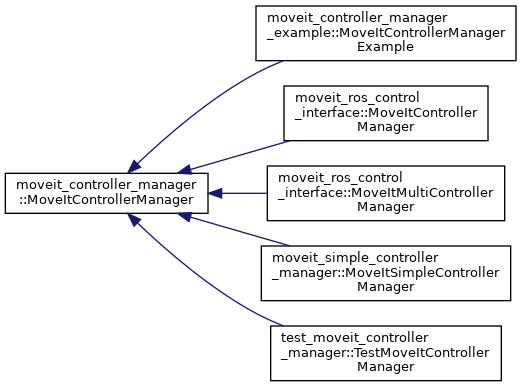 moveit_controller_manager
_example::MoveItControllerManager
Example
moveit_ros_control
_interface::MoveItController
Manager
moveit_controller_manager
::MoveItControllerManager
moveit_ros_control
_interface::MoveItMultiController
Manager
moveit_simple_controller
_manager::MoveItSimpleController
Manager
test_moveit_controller
_manager::TestMoveItController
Manager